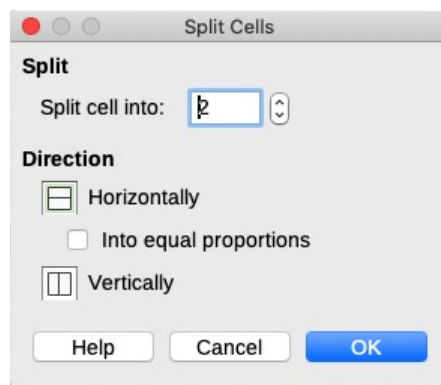 Split Cells
Split
Split cell into: 2
Direction
Horizontally
Into equal proportions
Vertically
Help Cancel OK